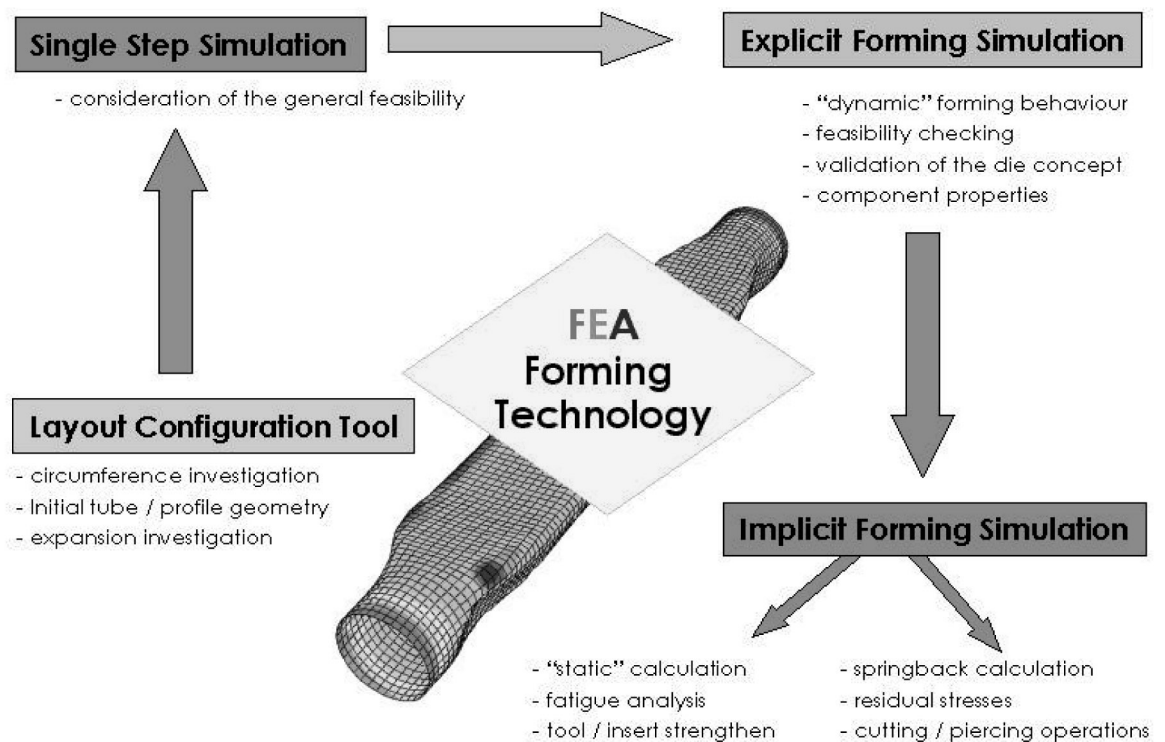 Single Step Simulation
- consideration of the general feasibility
Explicit Forming Simulation
- “dynamic” forming behaviour
- feasibility checking
- validation of the die concept
- component properties
FEA
Forming
Technology
Layout Configuration Tool
- circumference investigation
- Initial tube / profile geometry
- expansion investigation
Implicit Forming Simulation
- “static” calculation
- fatigue analysis
- tool / insert strengthen
- springback calculation
- residual stresses
- cutting / piercing operations